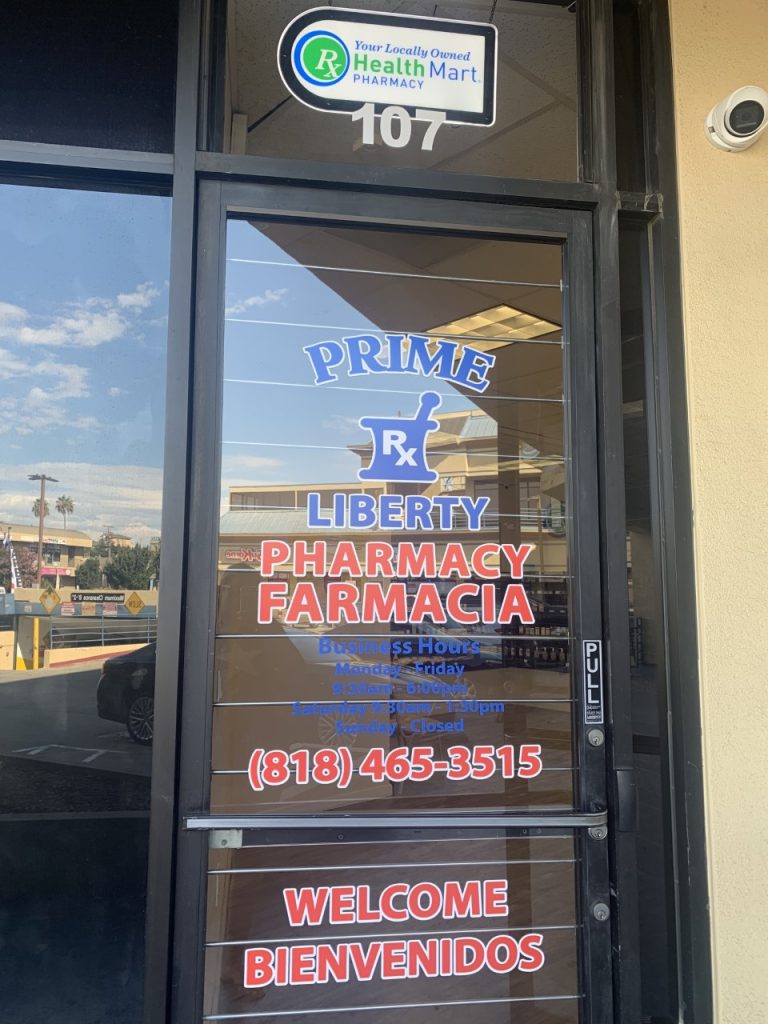 Your Locally Owned
Rx Health Mart
PHARMACY
107
PRIME
Rx
LIBERTY
PHARMACY
FARMACIA
Business Hours
Monday - Friday
9:30am - 6:00pm
Saturday 9:30am - 1:30pm
Sunday - Closed
PULL
(818) 465-3515
WELCOME
BIENVENIDOS